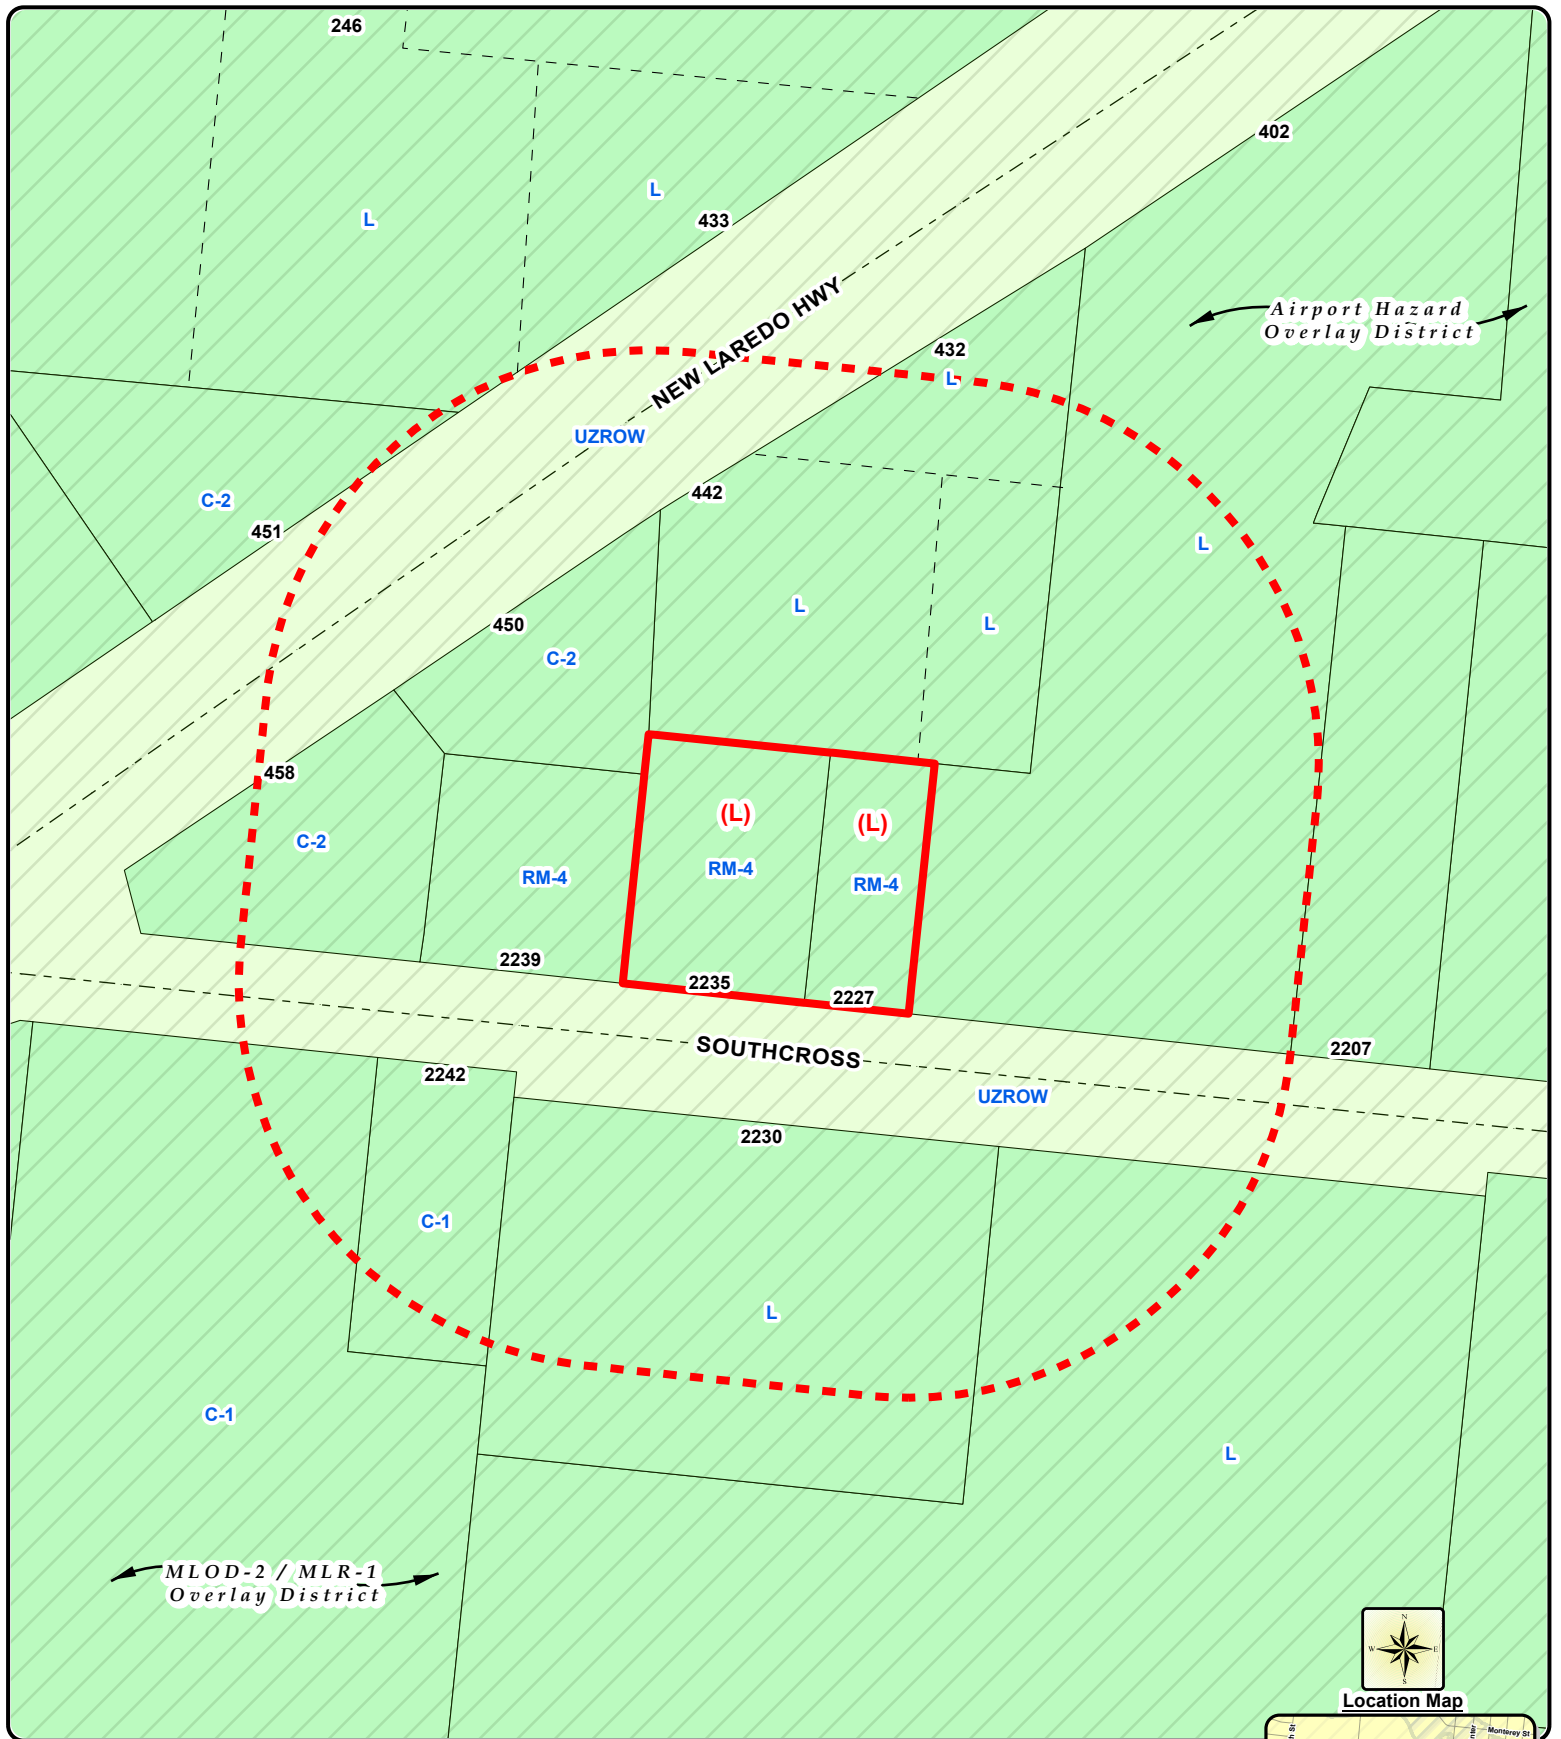 246
402
L
L
433
NEW LAREDO HWY
Airport Hazard
Overlay District
432
L
UZROW
442
C-2
451
L
L
L
450
C-2
458
(L)
(L)
C-2
RM-4
RM-4
RM-4
2239
2235
2227
SOUTHCROSS
2207
2242
UZROW
2230
C-1
L
C-1
L
MLOD-2 / MLR-1
Overlay District
N
W
E
S
Location Map
Monterey St